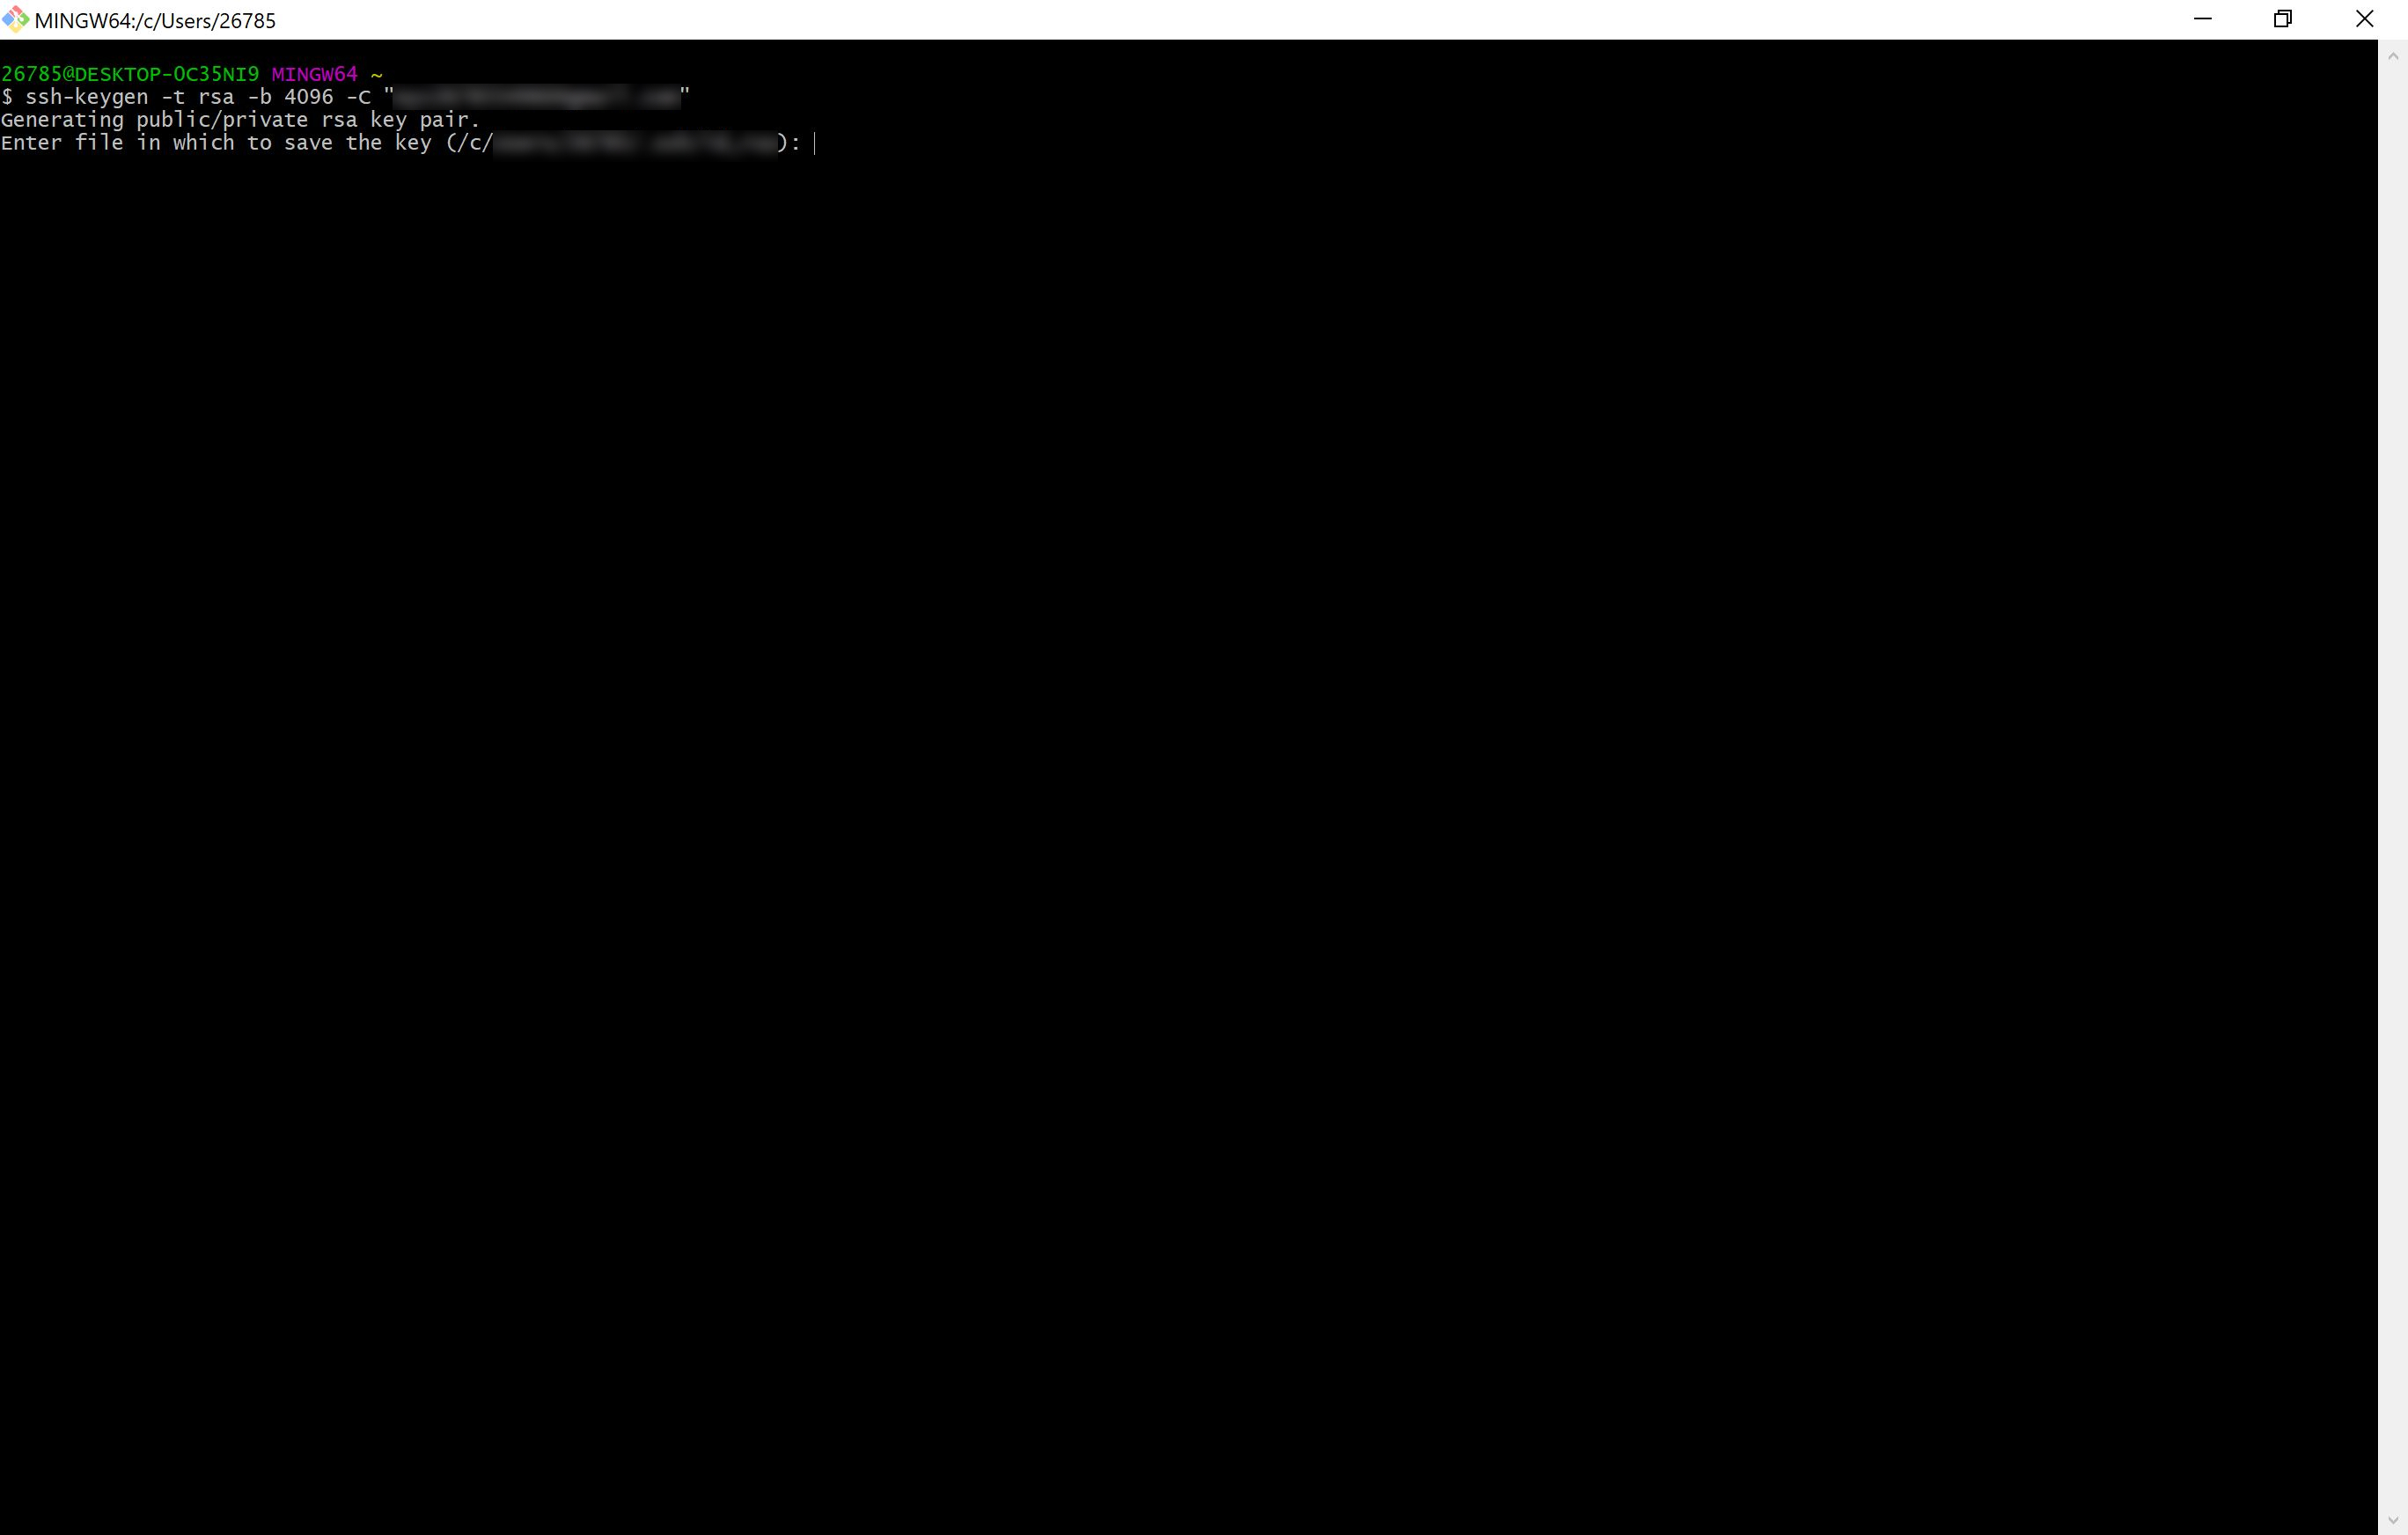 MINGW64:/c/Users/26785
26785@DESKTOP-OC35NI9 MINGW64 ~
$ ssh-keygen -t rsa -b 4096 -C ""
Generating public/private rsa key pair.
Enter file in which to save the key (/c/):